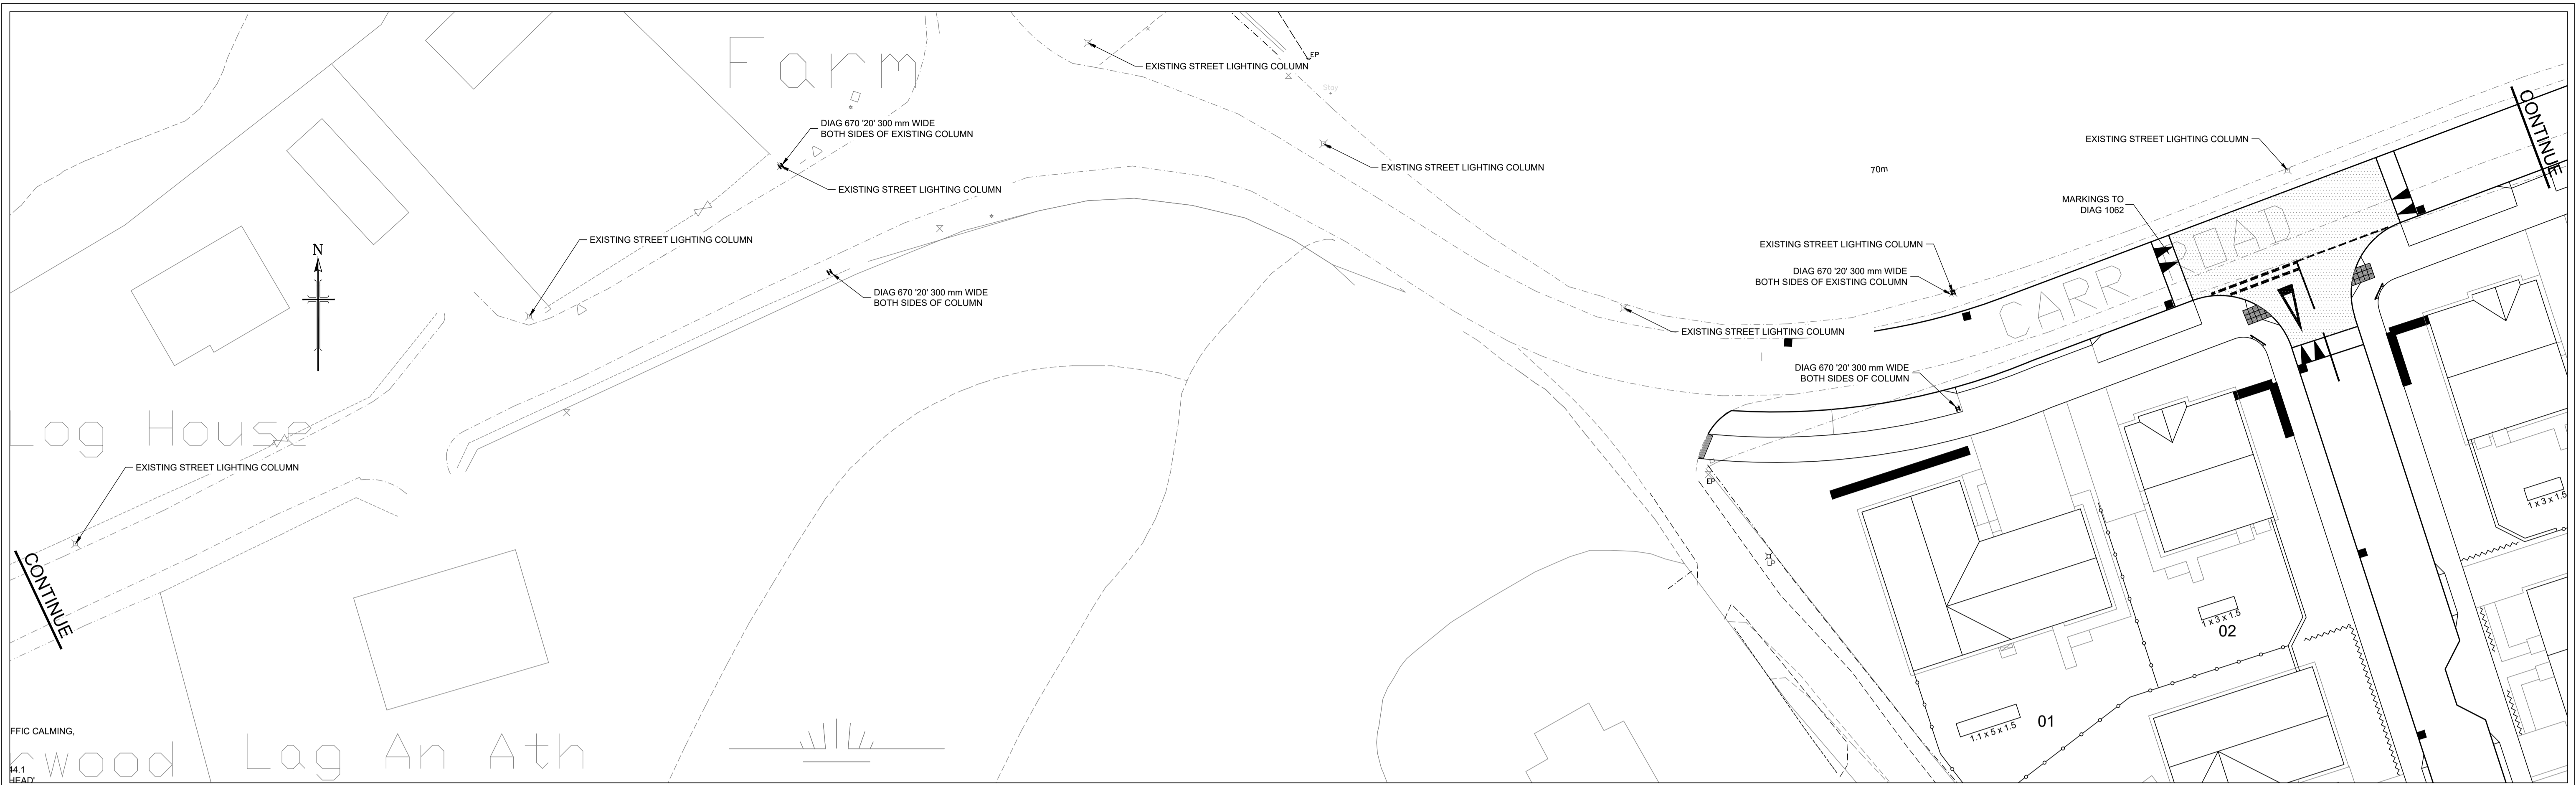 Farm
EXISTING STREET LIGHTING COLUMN
EP
Stay
DIAG 670 '20' 300 mm WIDE
BOTH SIDES OF EXISTING COLUMN
EXISTING STREET LIGHTING COLUMN
EXISTING STREET LIGHTING COLUMN
EXISTING STREET LIGHTING COLUMN
N
DIAG 670 '20' 300 mm WIDE
BOTH SIDES OF COLUMN
Log House
EXISTING STREET LIGHTING COLUMN
CONTINUE
FFIC CALMING,
rwood
44.1
HEAD'
Lag An Ath
70m
EXISTING STREET LIGHTING COLUMN
CONTINUE
MARKINGS TO
DIAG 1062
EXISTING STREET LIGHTING COLUMN
DIAG 670 '20' 300 mm WIDE
BOTH SIDES OF EXISTING COLUMN
CARR ROAD
EXISTING STREET LIGHTING COLUMN
DIAG 670 '20' 300 mm WIDE
BOTH SIDES OF COLUMN
EP
LP
1 x 3 x 1.5
1 x 3 x 1.5
02
01
1.1 x 5 x 1.5